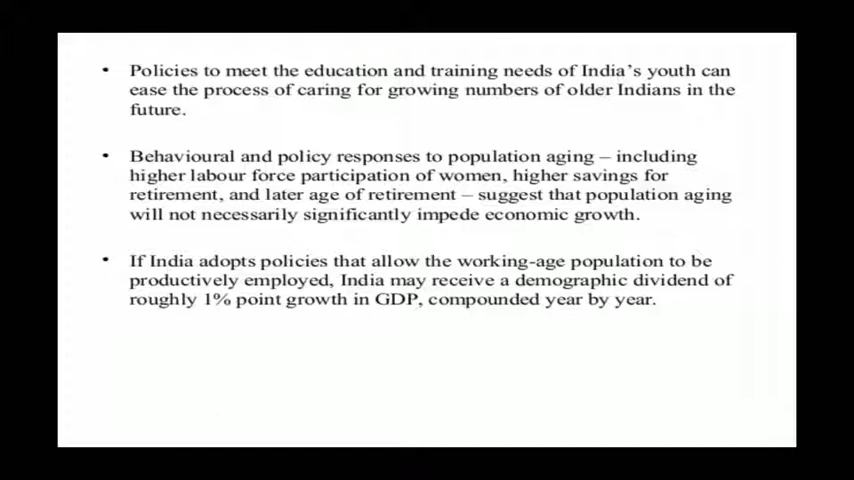 • Policies to meet the education and training needs of India's youth can
ease the process of caring for growing numbers of older Indians in the
future.
• Behavioural and policy responses to population aging – including
higher labour force participation of women, higher savings for
retirement, and later age of retirement – suggest that population aging
will not necessarily significantly impede economic growth.
• If India adopts policies that allow the working-age population to be
productively employed, India may receive a demographic dividend of
roughly 1% point growth in GDP, compounded year by year.